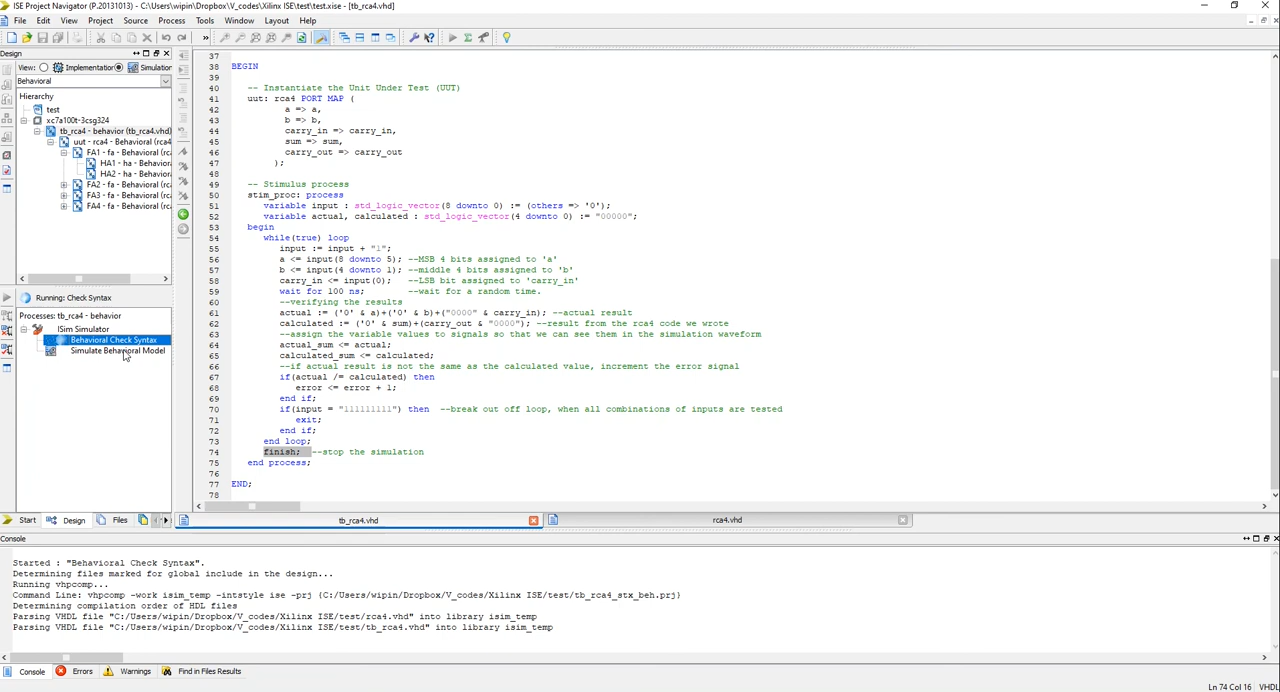 ISE Project Navigator (P.20131013) - C:\Users\wipin\Dropbox\V_codes\Xilinx ISE\test\test.xise - [tb_rca4.vhd]
File Edit View Project Source Process Tools Window Layout Help
Design
View: Implementation Simulation
Behavioral
Hierarchy
test
xc7a100t-3csg324
tb_rca4 - behavior (tb_rca4.vhd)
uut - rca4 - Behavioral (rca4
FA1 - fa - Behavioral (rc
HA1 - ha - Behavior
HA2 - ha - Behavior
FA2 - fa - Behavioral (rc
FA3 - fa - Behavioral (rc
FA4 - fa - Behavioral (rc
Running: Check Syntax
Processes: tb_rca4 - behavior
ISim Simulator
Behavioral Check Syntax
Simulate Behavioral Model
Start Design Files
37
38 BEGIN
39
40 -- Instantiate the Unit Under Test (UUT)
41 uut: rca4 PORT MAP (
42 a => a,
43 b => b,
44 carry_in => carry_in,
45 sum => sum,
46 carry_out => carry_out
47 );
48
49 -- Stimulus process
50 stim_proc: process
51 variable input : std_logic_vector(8 downto 0) := (others => '0');
52 variable actual, calculated : std_logic_vector(4 downto 0) := "00000";
53 begin
54 while(true) loop
55 input := input + "1";
56 a <= input(8 downto 5); --MSB 4 bits assigned to 'a'
57 b <= input(4 downto 1); --middle 4 bits assigned to 'b'
58 carry_in <= input(0); --LSB bit assigned to 'carry_in'
59 wait for 100 ns; --wait for a random time.
60 --verifying the results
61 actual := ('0' & a)+('0' & b)+("0000" & carry_in); --actual result
62 calculated := ('0' & sum)+(carry_out & "0000"); --result from the rca4 code we wrote
63 --assign the variable values to signals so that we can see them in the simulation waveform
64 actual_sum <= actual;
65 calculated_sum <= calculated;
66 --if actual result is not the same as the calculated value, increment the error signal
67 if(actual /= calculated) then
68 error <= error + 1;
69 end if;
70 if(input = "111111111") then --break out off loop, when all combinations of inputs are tested
71 exit;
72 end if;
73 end loop;
74 finish; --stop the simulation
75 end process;
76
77 END;
78
tb_rca4.vhd rca4.vhd
Console
Started : "Behavioral Check Syntax".
Determining files marked for global include in the design...
Running vhpcomp...
Command Line: vhpcomp -work isim_temp -intstyle ise -prj {C:/Users/wipin/Dropbox/V_codes/Xilinx ISE/test/tb_rca4_stx_beh.prj}
Determining compilation order of HDL files
Parsing VHDL file "C:/Users/wipin/Dropbox/V_codes/Xilinx ISE/test/rca4.vhd" into library isim_temp
Parsing VHDL file "C:/Users/wipin/Dropbox/V_codes/Xilinx ISE/test/tb_rca4.vhd" into library isim_temp
Console Errors Warnings Find in Files Results
Ln 74 Col 16 VHDL